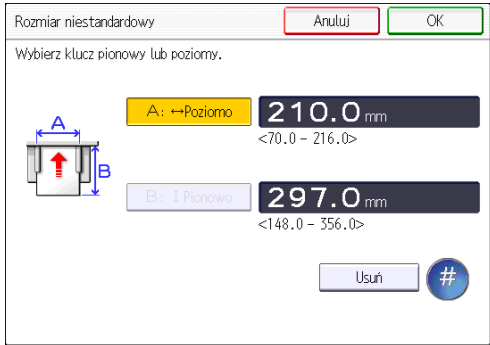 Rozmiar niestandardowy
Anuluj
OK
Wybierz klucz pionowy lub poziomy.
A: ↔Poziomo
210.0 mm
<70.0 - 216.0>
A
B
B: ↕Pionowo
297.0 mm
<148.0 - 356.0>
Usuń
#